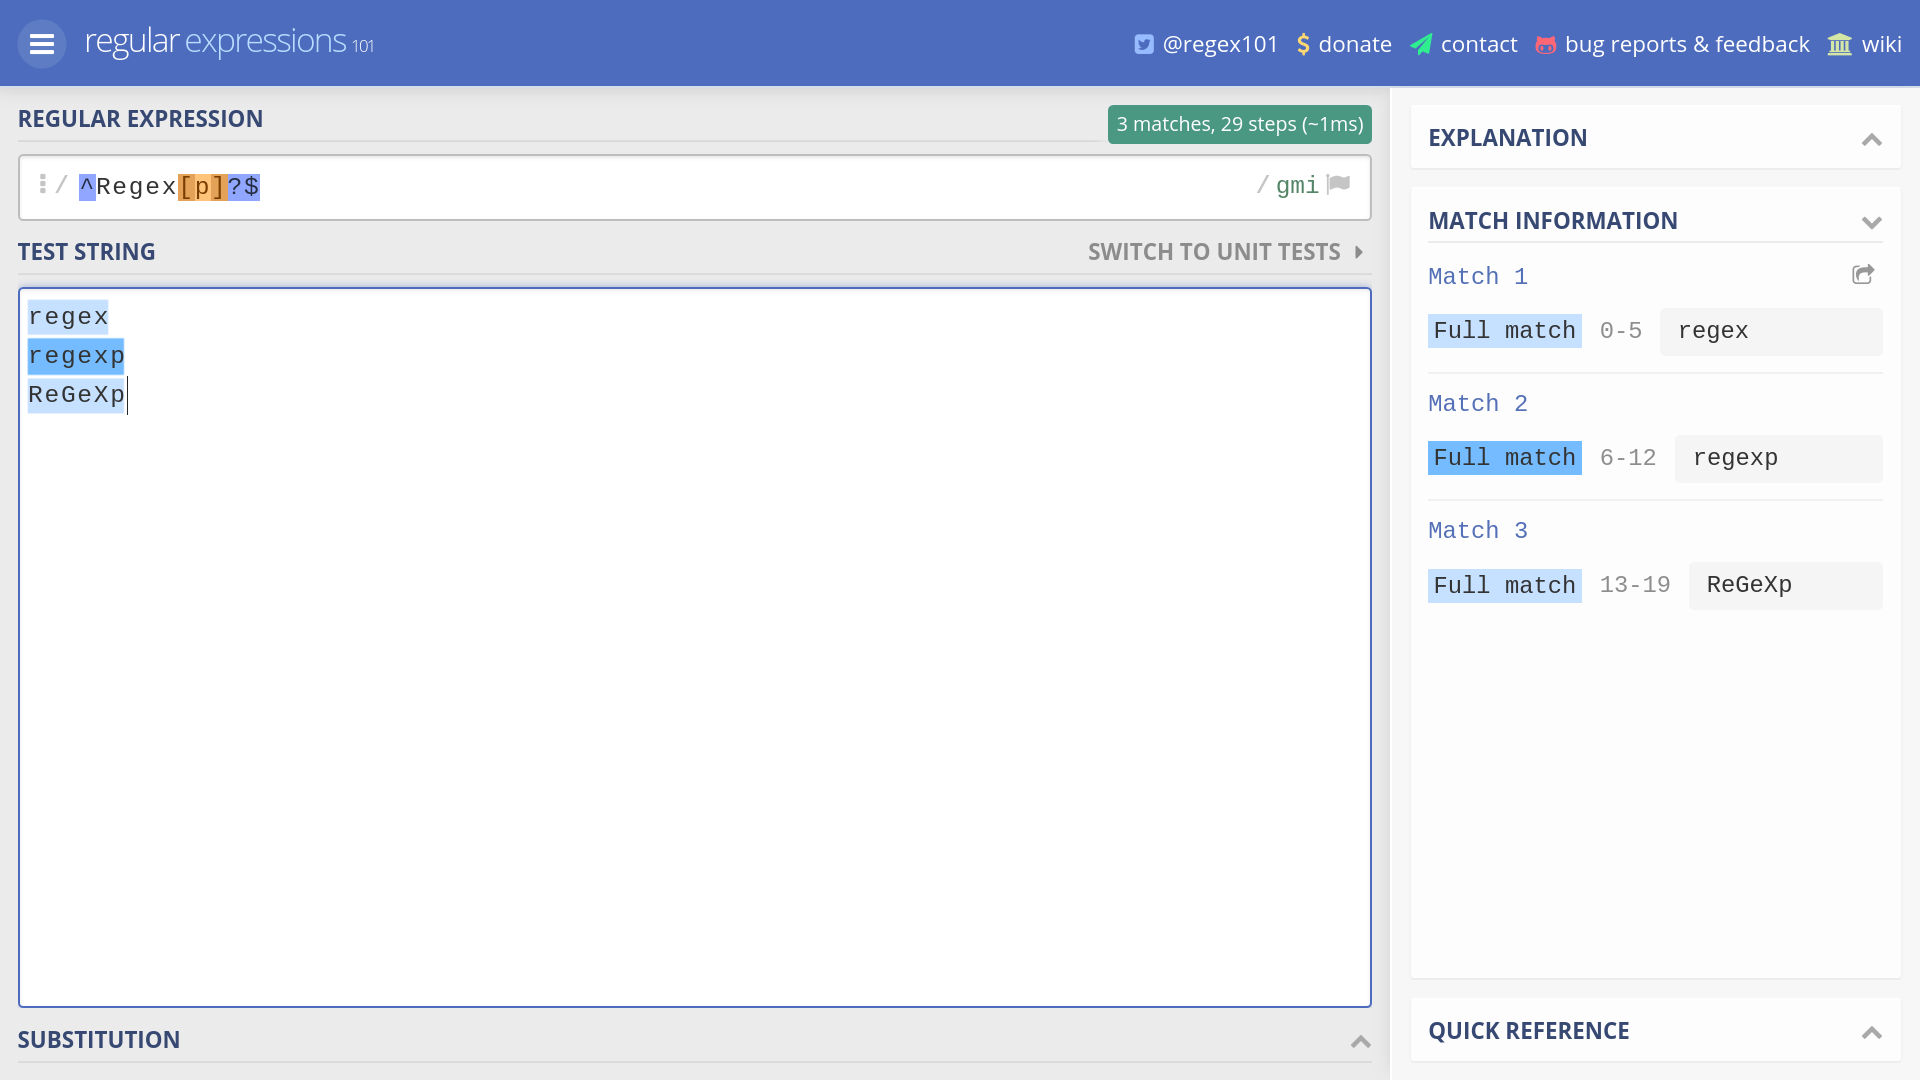 regular expressions 101
@regex101 donate contact bug reports & feedback wiki
REGULAR EXPRESSION
3 matches, 29 steps (~1ms)
/ ^Regex[p]?$ / gmi
TEST STRING
SWITCH TO UNIT TESTS
regex
regexp
ReGeXp
SUBSTITUTION
EXPLANATION
MATCH INFORMATION
Match 1
Full match 0-5 regex
Match 2
Full match 6-12 regexp
Match 3
Full match 13-19 ReGeXp
QUICK REFERENCE